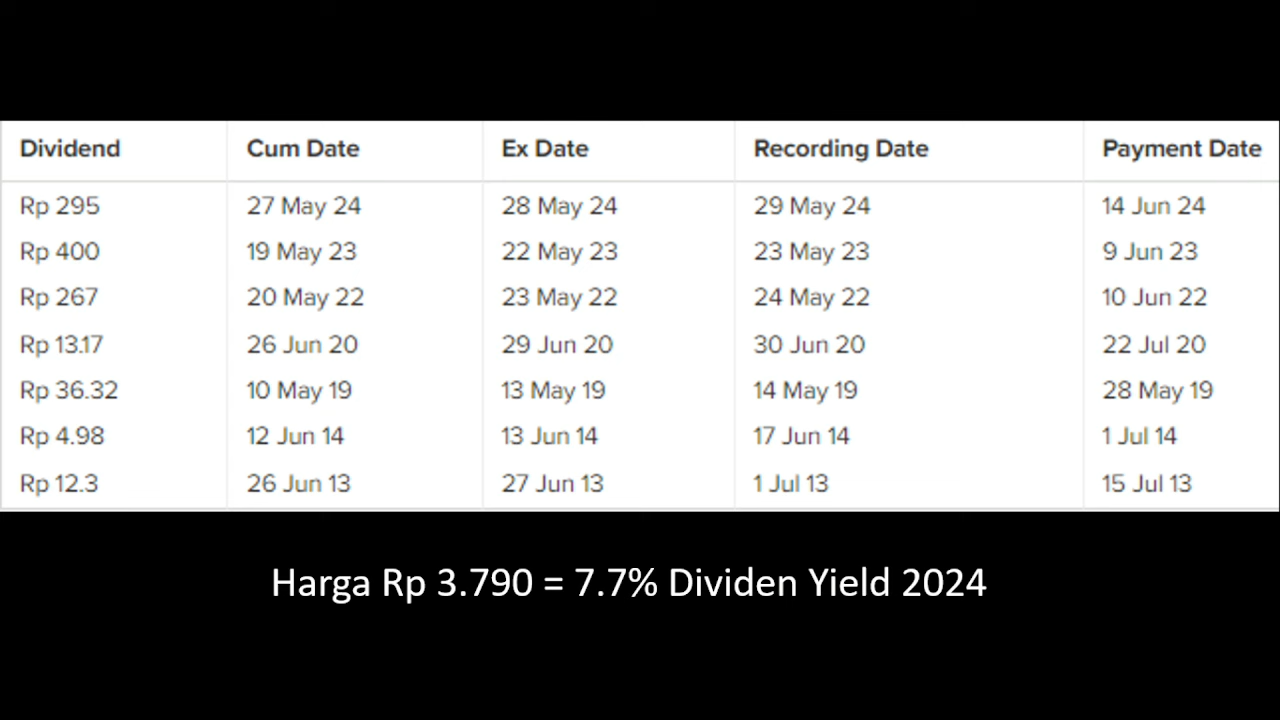 Dividend Cum Date Ex Date Recording Date Payment Date
Rp 295 27 May 24 28 May 24 29 May 24 14 Jun 24
Rp 400 19 May 23 22 May 23 23 May 23 9 Jun 23
Rp 267 20 May 22 23 May 22 24 May 22 10 Jun 22
Rp 13.17 26 Jun 20 29 Jun 20 30 Jun 20 22 Jul 20
Rp 36.32 10 May 19 13 May 19 14 May 19 28 May 19
Rp 4.98 12 Jun 14 13 Jun 14 17 Jun 14 1 Jul 14
Rp 12.3 26 Jun 13 27 Jun 13 1 Jul 13 15 Jul 13
Harga Rp 3.790 = 7.7% Dividen Yield 2024